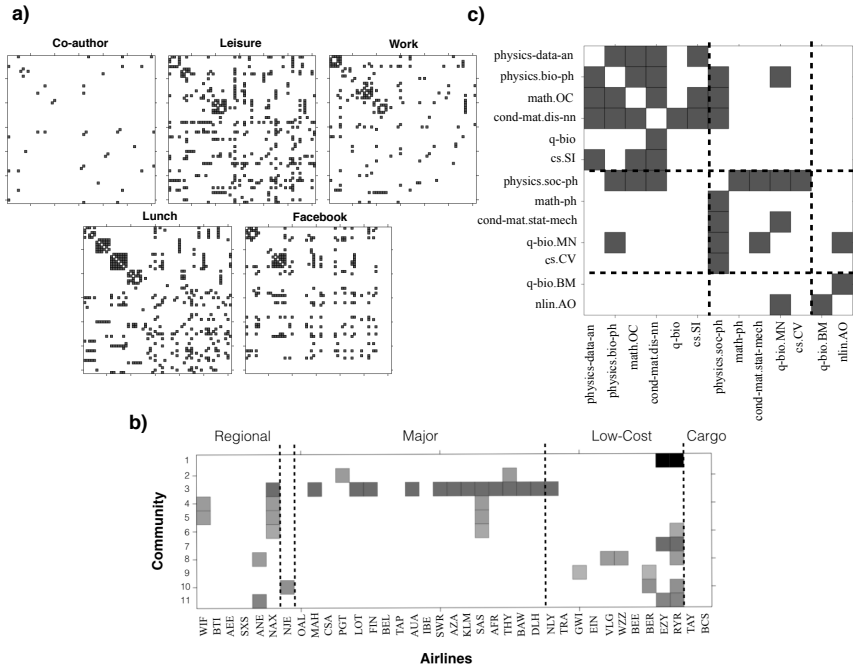 a)
Co-author
Leisure
Work
Lunch
Facebook
c)
physics-data-an
physics.bio-ph
math.OC
cond-mat.dis-nn
q-bio
cs.SI
physics.soc-ph
math-ph
cond-mat.stat-mech
q-bio.MN
cs.CV
q-bio.BM
nlin.AO
physics-data-an
physics.bio-ph
math.OC
cond-mat.dis-nn
q-bio
cs.SI
physics.soc-ph
math-ph
cond-mat.stat-mech
q-bio.MN
cs.CV
q-bio.BM
nlin.AO
b)
Regional
Major
Low-Cost
Cargo
Community
1
2
3
4
5
6
7
8
9
10
11
WIF
BTI
AEE
SXS
ANE
NAX
NJE
OAL
MAH
CSA
PGT
LOT
FIN
BEL
TAP
AUA
IBE
SWR
AZA
KLM
SAS
AFR
THY
BAW
DLH
NLY
TRA
GWI
EIN
VLG
WZZ
BEE
BER
EZY
RYR
TAY
BCS
Airlines